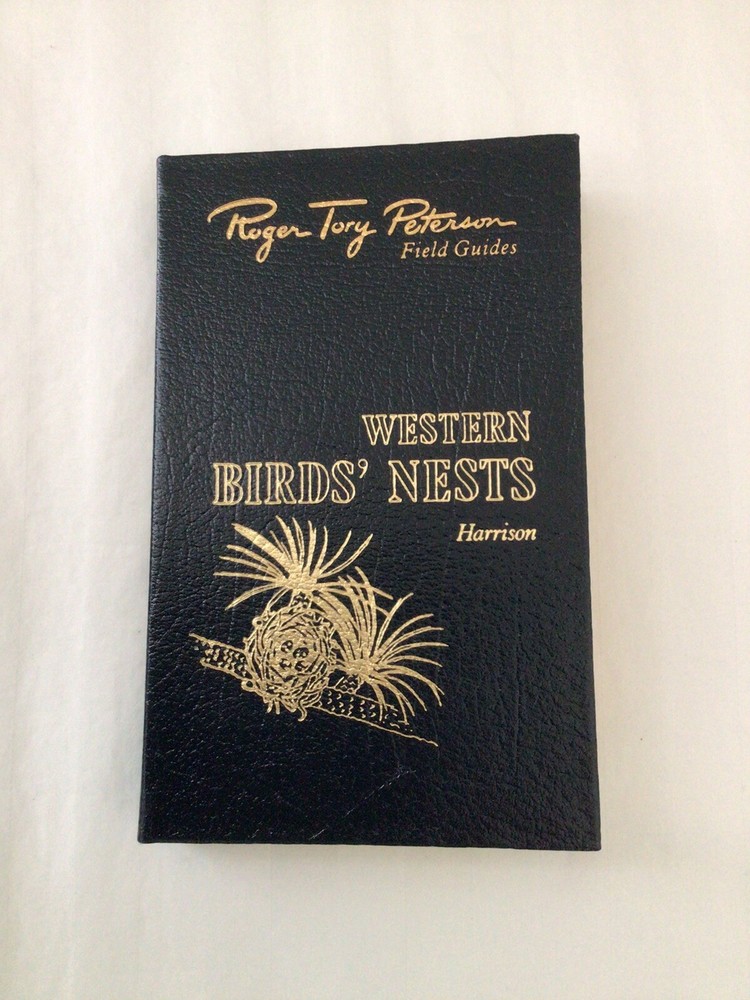 Roger Tory Peterson
Field Guides
WESTERN
BIRDS’ NESTS
Harrison